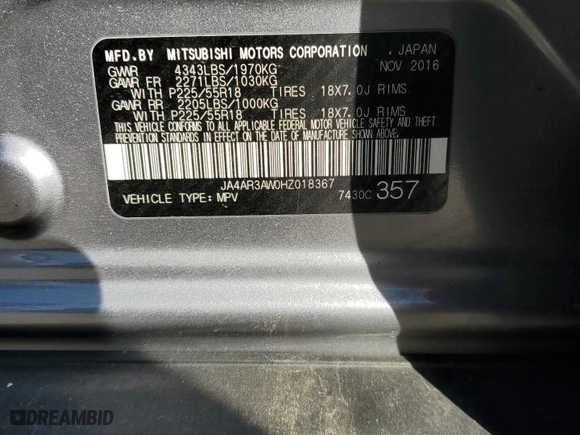 MFD.BY MITSUBISHI MOTORS CORPORATION , JAPAN
GVWR 4343LBS/1970KG NOV 2016
GAWR FR 2271LBS/1030KG
WITH P225/55R18 TIRES 18X7.0J RIMS
GAWR RR 2205LBS/1000KG
WITH P225/55R18 TIRES 18X7.0J RIMS
THIS VEHICLE CONFORMS TO ALL APPLICABLE FEDERAL MOTOR VEHICLE SAFETY, BUMPER, AND THEFT
PREVENTION STANDARDS IN EFFECT ON THE DATE OF MANUFACTURE SHOWN ABOVE.
JA4AR3AW0HZ018367
VEHICLE TYPE: MPV 7430C 357
DREAMBID